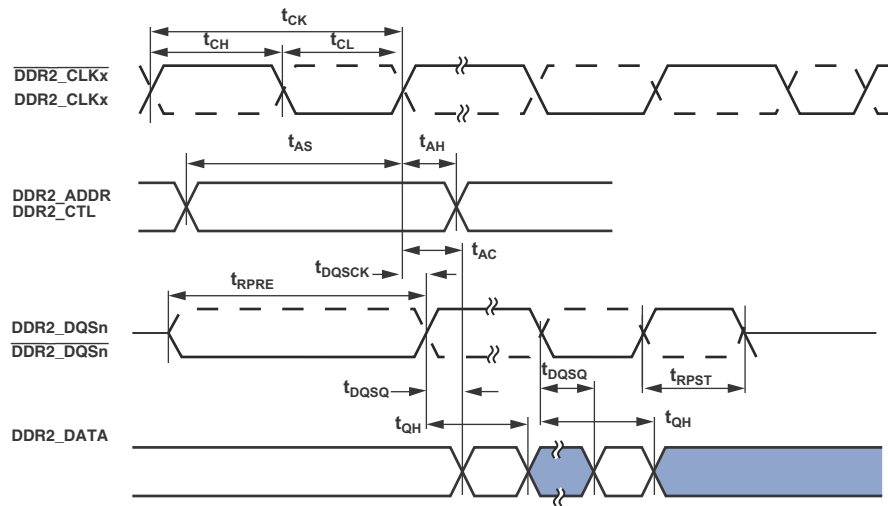 tCK
tCH
tCL
DDR2_CLKx
DDR2_CLKx
tAS
tAH
DDR2_ADDR
DDR2_CTL
tAC
tDQSCK
tRPRE
DDR2_DQSn
DDR2_DQSn
tDQSQ
tDQSQ
tRPST
tQH
tQH
DDR2_DATA